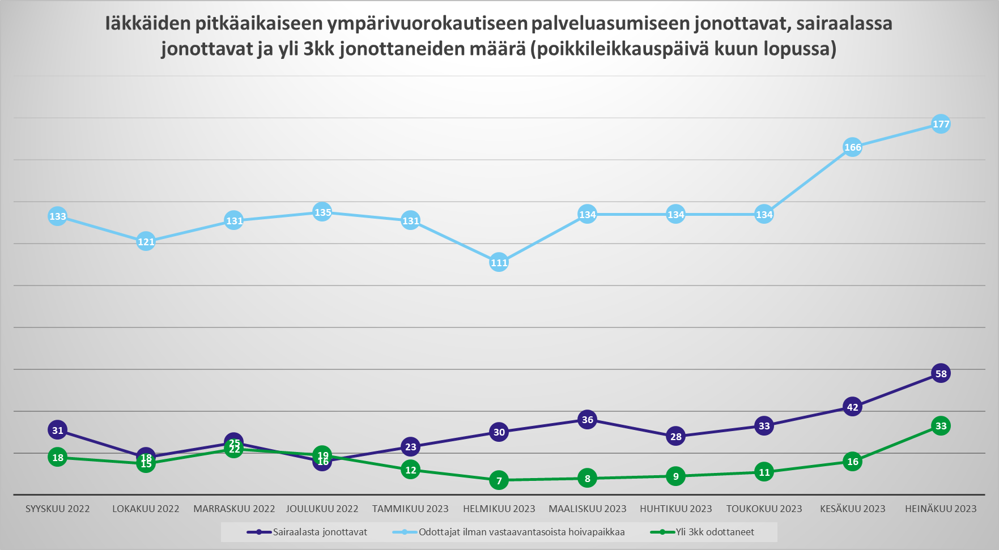 Iäkkäiden pitkäaikaiseen ympärivuorokautiseen palveluasumiseen jonottavat, sairaalassa
jonottavat ja yli 3kk jonottaneiden määrä (poikkileikkauspäivä kuun lopussa)
133 121 131 135 131 111 134 134 134 166 177
31 18 25 16 23 30 36 28 33 42 58
18 15 22 19 12 7 8 9 11 16 33
SYYSKUU 2022 LOKAKUU 2022 MARRASKUU 2022 JOULUKUU 2022 TAMMIKUU 2023 HELMIKUU 2023 MAALISKUU 2023 HUHTIKUU 2023 TOUKOKUU 2023 KESÄKUU 2023 HEINÄKUU 2023
Sairaalasta jonottavat Odottajat ilman vastaavantasoista hoivapaikkaa Yli 3kk odottaneet